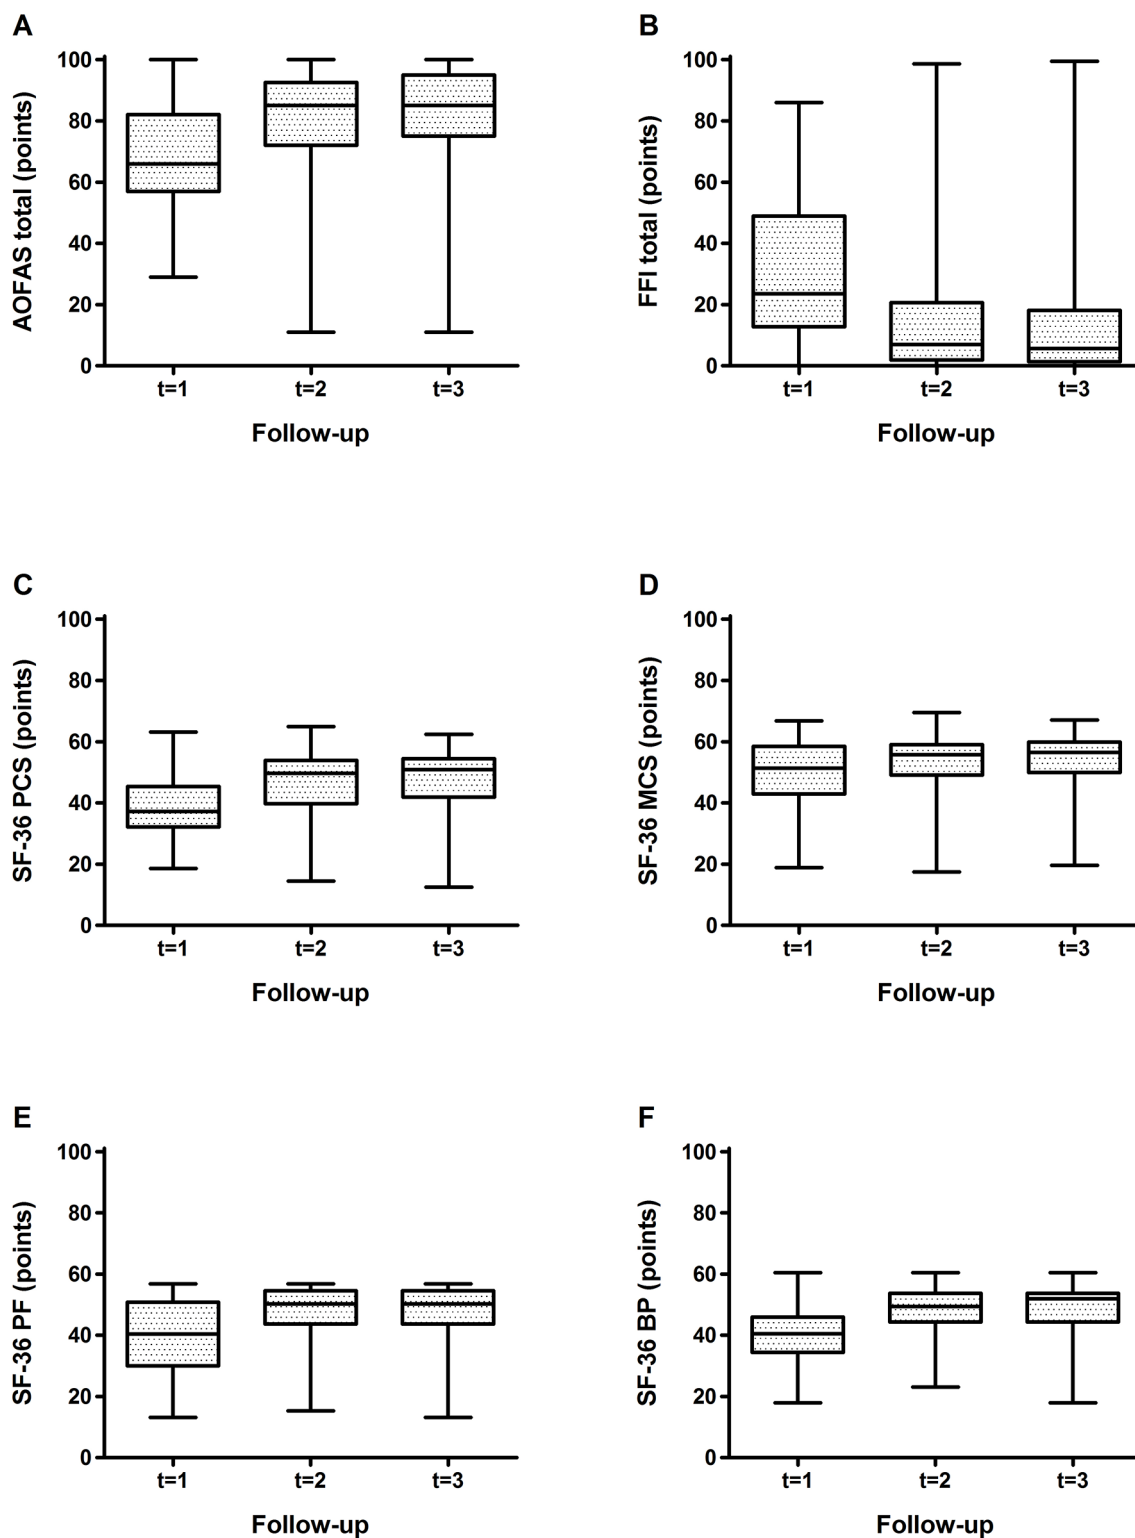 A
AOFAS total (points)
100
80
60
40
20
0
t=1 t=2 t=3
Follow-up
B
FFI total (points)
100
80
60
40
20
0
t=1 t=2 t=3
Follow-up
C
SF-36 PCS (points)
100
80
60
40
20
0
t=1 t=2 t=3
Follow-up
D
SF-36 MCS (points)
100
80
60
40
20
0
t=1 t=2 t=3
Follow-up
E
SF-36 PF (points)
100
80
60
40
20
0
t=1 t=2 t=3
Follow-up
F
SF-36 BP (points)
100
80
60
40
20
0
t=1 t=2 t=3
Follow-up